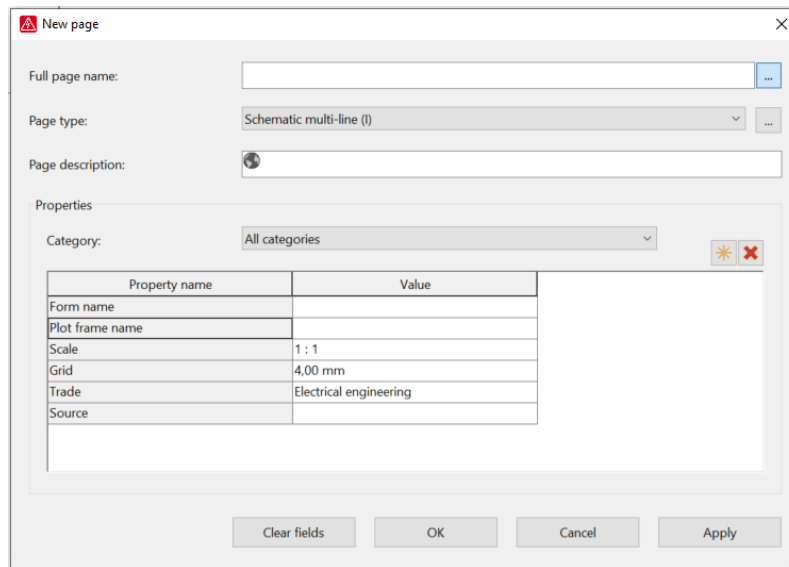 New page
Full page name:
...
Page type:
Schematic multi-line (I)
...
Page description:
Properties
Category:
All categories
Property name Value
Form name
Plot frame name
Scale 1 : 1
Grid 4,00 mm
Trade Electrical engineering
Source
Clear fields OK Cancel Apply